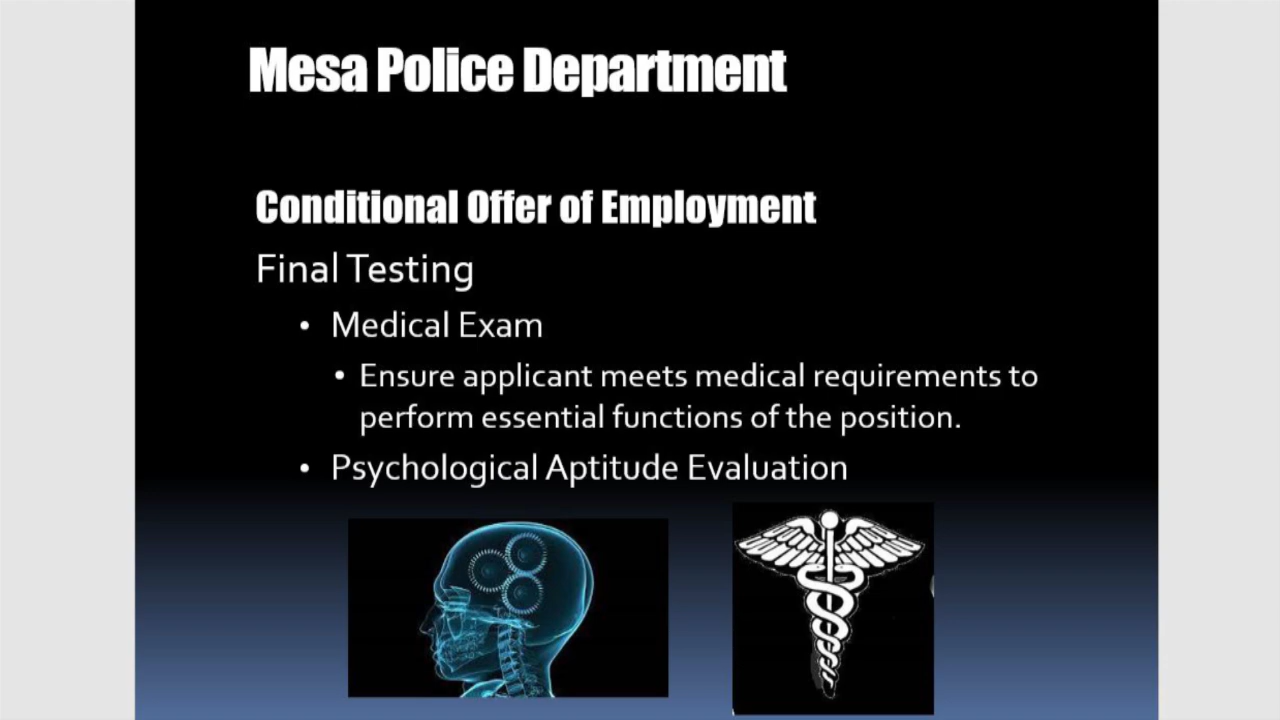 Mesa Police Department
Conditional Offer of Employment
Final Testing
• Medical Exam
• Ensure applicant meets medical requirements to
perform essential functions of the position.
• Psychological Aptitude Evaluation